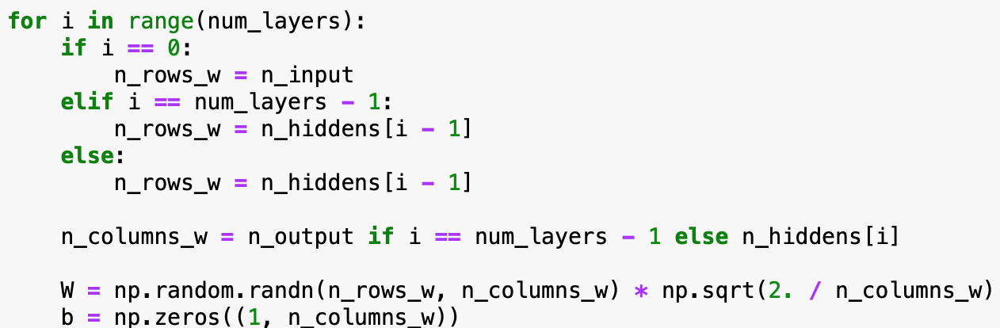 for i in range(num_layers):
    if i == 0:
        n_rows_w = n_input
    elif i == num_layers - 1:
        n_rows_w = n_hiddens[i - 1]
    else:
        n_rows_w = n_hiddens[i - 1]

    n_columns_w = n_output if i == num_layers - 1 else n_hiddens[i]

    W = np.random.randn(n_rows_w, n_columns_w) * np.sqrt(2. / n_columns_w)
    b = np.zeros((1, n_columns_w))